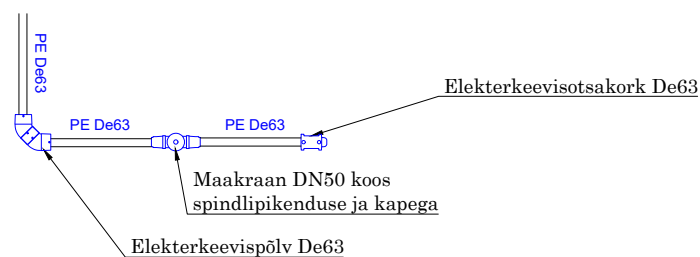 PE De63
Elekterkeevisotsakork De63
PE De63
PE De63
Maakraan DN50 koos
spindlipikenduse ja kapega
Elekterkeevispõlv De63